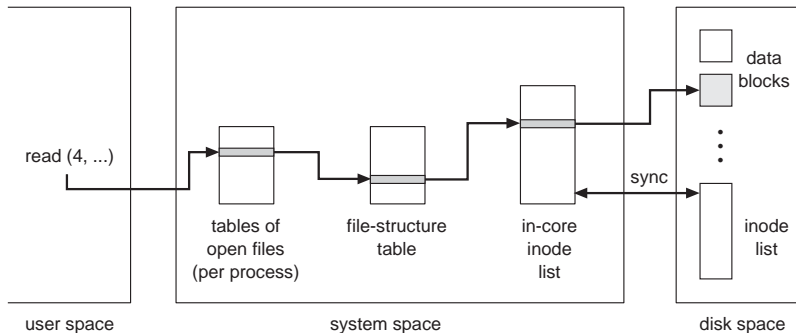 data
blocks
read (4, ...)
sync
tables of
open files
(per process)
file-structure
table
in-core
inode
list
inode
list
user space
system space
disk space